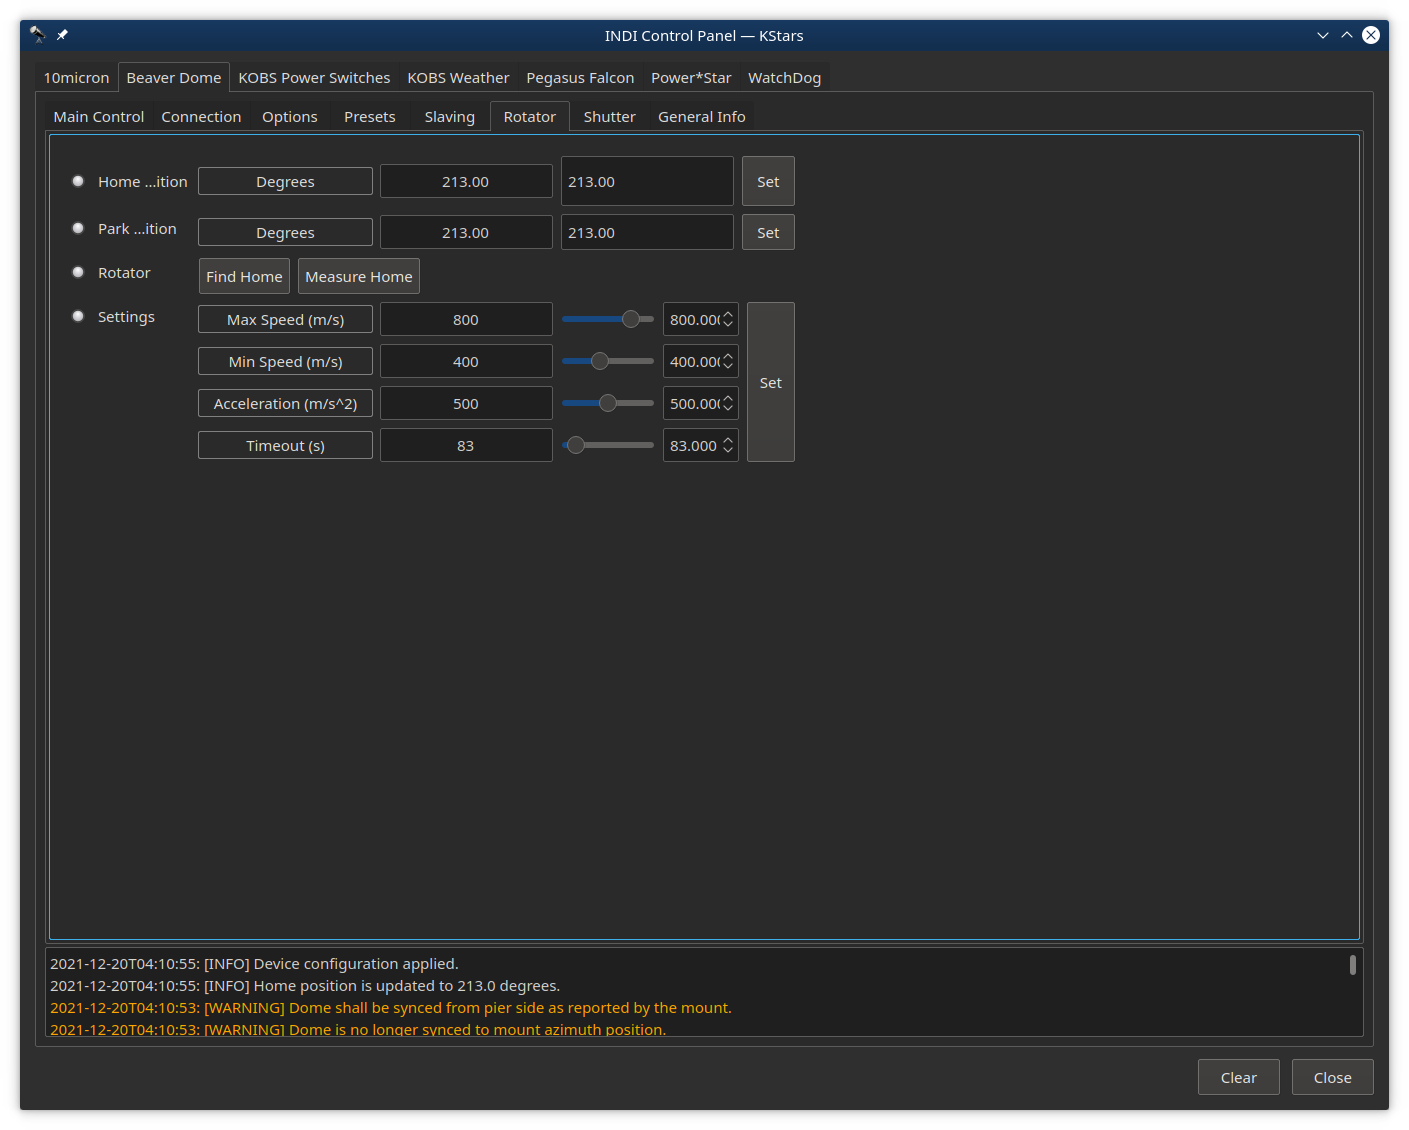 INDI Control Panel — KStars
10micron Beaver Dome KOBS Power Switches KOBS Weather Pegasus Falcon Power*Star WatchDog
Main Control Connection Options Presets Slaving Rotator Shutter General Info
Home ...ition Degrees 213.00 213.00 Set
Park ...ition Degrees 213.00 213.00 Set
Rotator Find Home Measure Home
Settings Max Speed (m/s) 800 800.000
Min Speed (m/s) 400 400.000
Set
Acceleration (m/s^2) 500 500.000
Timeout (s) 83 83.000
2021-12-20T04:10:55: [INFO] Device configuration applied.
2021-12-20T04:10:55: [INFO] Home position is updated to 213.0 degrees.
2021-12-20T04:10:53: [WARNING] Dome shall be synced from pier side as reported by the mount.
2021-12-20T04:10:53: [WARNING] Dome is no longer synced to mount azimuth position.
Clear Close